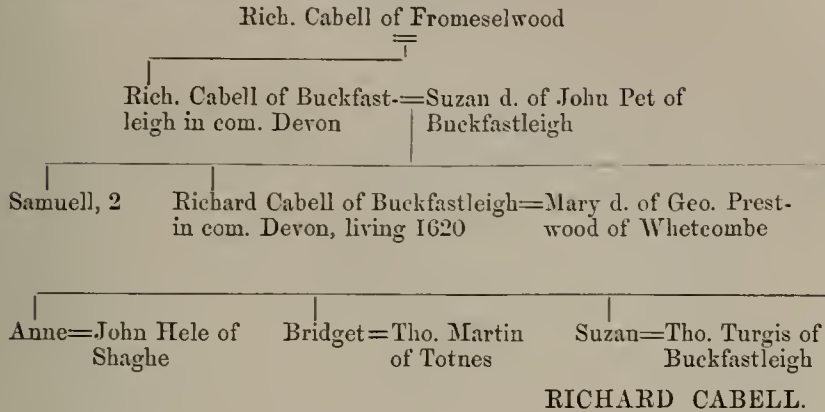 Rich. Cabell of Fromeselwood
=
Rich. Cabell of Buckfast-=Suzan d. of John Pet of
leigh in com. Devon Buckfastleigh
Samuell, 2 Richard Cabell of Buckfastleigh=Mary d. of Geo. Prest-
in com. Devon, living 1620 wood of Whetcombe
Anne=John Hele of Bridget=Tho. Martin Suzan=Tho. Turgis of
Shaghe of Totnes Buckfastleigh
RICHARD CABELL.